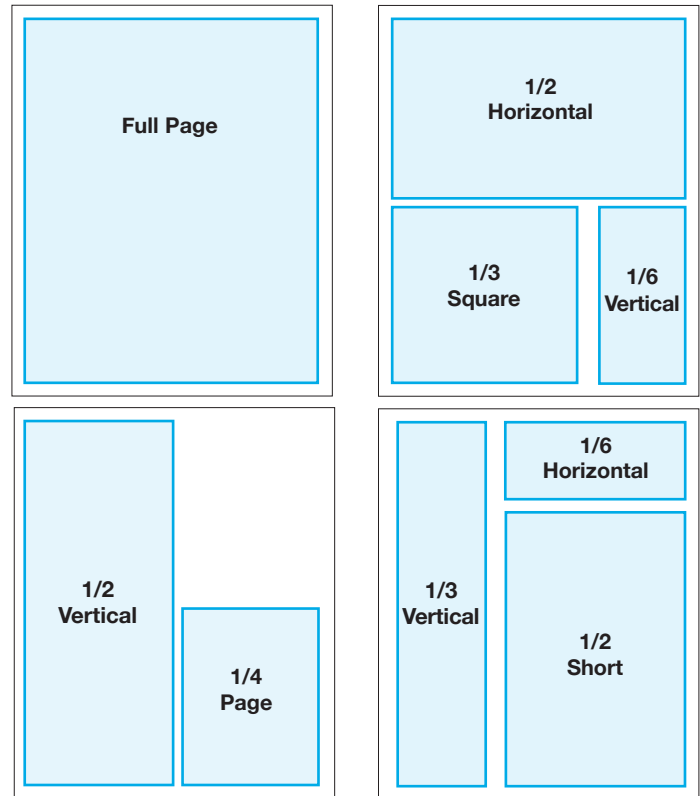 Full Page
1/2
Horizontal
1/3
Square
1/6
Vertical
1/2
Vertical
1/4
Page
1/3
Vertical
1/6
Horizontal
1/2
Short